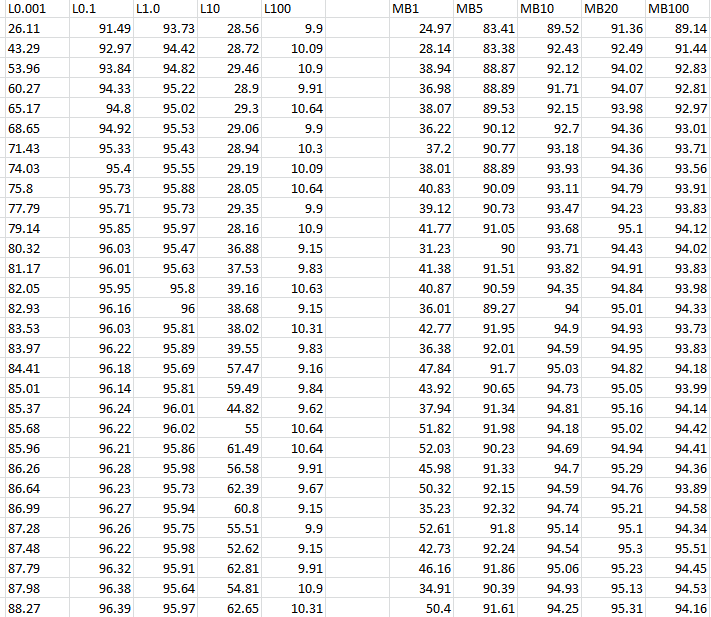 L0.001 L0.1 L1.0 L10 L100 MB1 MB5 MB10 MB20 MB100
26.11 91.49 93.73 28.56 9.9 24.97 83.41 89.52 91.36 89.14
43.29 92.97 94.42 28.72 10.09 28.14 83.38 92.43 92.49 91.44
53.96 93.84 94.82 29.46 10.9 38.94 88.87 92.12 94.02 92.83
60.27 94.33 95.22 28.9 9.91 36.98 88.89 91.71 94.07 92.81
65.17 94.8 95.02 29.3 10.64 38.07 89.53 92.15 93.98 92.97
68.65 94.92 95.53 29.06 9.9 36.22 90.12 92.7 94.36 93.01
71.43 95.33 95.43 28.94 10.3 37.2 90.77 93.18 94.36 93.71
74.03 95.4 95.55 29.19 10.09 38.01 88.89 93.93 94.36 93.56
75.8 95.73 95.88 28.05 10.64 40.83 90.09 93.11 94.79 93.91
77.79 95.71 95.73 29.35 9.9 39.12 90.73 93.47 94.23 93.83
79.14 95.85 95.97 28.16 10.9 41.77 91.05 93.68 95.1 94.12
80.32 96.03 95.47 36.88 9.15 31.23 90 93.71 94.43 94.02
81.17 96.01 95.63 37.53 9.83 41.38 91.51 93.82 94.91 93.83
82.05 95.95 95.8 39.16 10.63 40.87 90.59 94.35 94.84 93.98
82.93 96.16 96 38.68 9.15 36.01 89.27 94 95.01 94.33
83.53 96.03 95.81 38.02 10.31 42.77 91.95 94.9 94.93 93.73
83.97 96.22 95.89 39.55 9.83 36.38 92.01 94.59 94.95 93.83
84.41 96.18 95.69 57.47 9.16 47.84 91.7 95.03 94.82 94.18
85.01 96.14 95.81 59.49 9.84 43.92 90.65 94.73 95.05 93.99
85.37 96.24 96.01 44.82 9.62 37.94 91.34 94.81 95.16 94.14
85.68 96.22 96.02 55 10.64 51.82 91.98 94.18 95.02 94.42
85.96 96.21 95.86 61.49 10.64 52.03 90.23 94.69 94.94 94.41
86.26 96.28 95.98 56.58 9.91 45.98 91.33 94.7 95.29 94.36
86.64 96.23 95.73 62.39 9.67 50.32 92.15 94.59 94.76 93.89
86.99 96.27 95.94 60.8 9.15 35.23 92.32 94.74 95.21 94.58
87.28 96.26 95.75 55.51 9.9 52.61 91.8 95.14 95.1 94.34
87.48 96.22 95.98 52.62 9.15 42.73 92.24 94.54 95.3 95.51
87.79 96.32 95.91 62.81 9.91 46.16 91.86 95.06 95.23 94.45
87.98 96.38 95.64 54.81 10.9 34.91 90.39 94.93 95.13 94.53
88.27 96.39 95.97 62.65 10.31 50.4 91.61 94.25 95.31 94.16